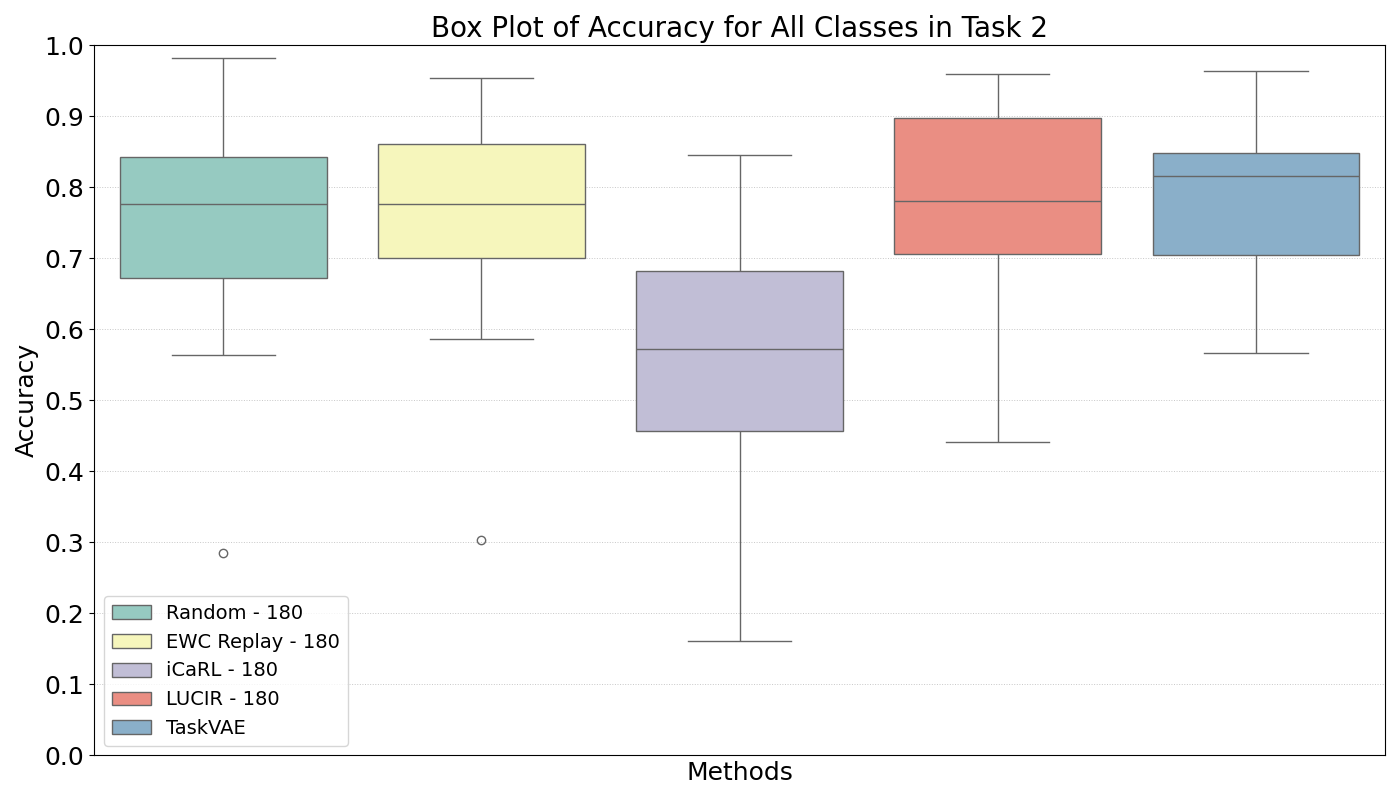 Box Plot of Accuracy for All Classes in Task 2
1.0
0.9
0.8
0.7
0.6
0.5
0.4
0.3
0.2
0.1
0.0
Accuracy
Random - 180
EWC Replay - 180
iCaRL - 180
LUCIR - 180
TaskVAE
Methods